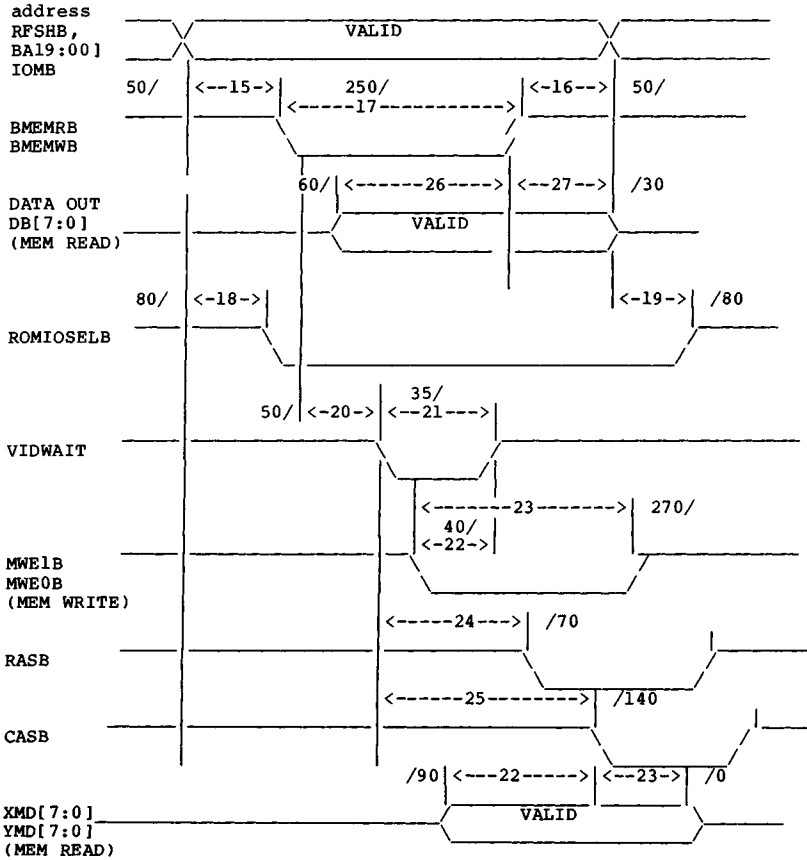 address
RFSHB,
BA19:00]
IOMB
VALID
50/ <--15-> 250/ <-----17-----------> <-16--> 50/
BMEMRB
BMEMWB
60/ <------26-----> <--27--> /30
DATA OUT
DB[7:0]
(MEM READ)
VALID
80/ <-18-> <-19-> /80
ROMIOSELB
35/
50/ <-20-> <--21--->
VIDWAIT
<------23-------> 270/
40/
<-22->
MWE1B
MWE0B
(MEM WRITE)
<-----24---> /70
RASB
<-----25------> /140
CASB
/90 <---22-----> <--23--> /0
XMD[7:0]
YMD[7:0]
(MEM READ)
VALID